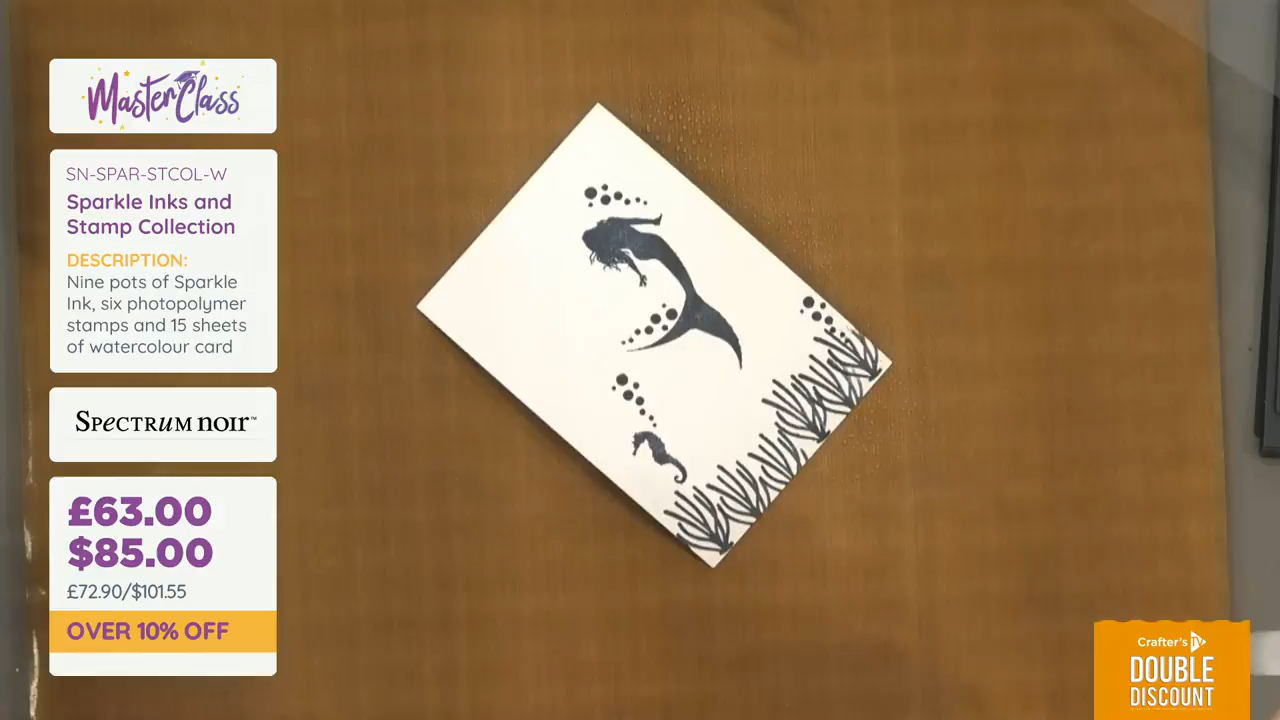 MasterClass
SN-SPAR-STCOL-W
Sparkle Inks and
Stamp Collection
DESCRIPTION:
Nine pots of Sparkle
Ink, six photopolymer
stamps and 15 sheets
of watercolour card
SPECTRUM NOIR™
£63.00
$85.00
£72.90/$101.55
OVER 10% OFF
Crafter's TV
DOUBLE
DISCOUNT